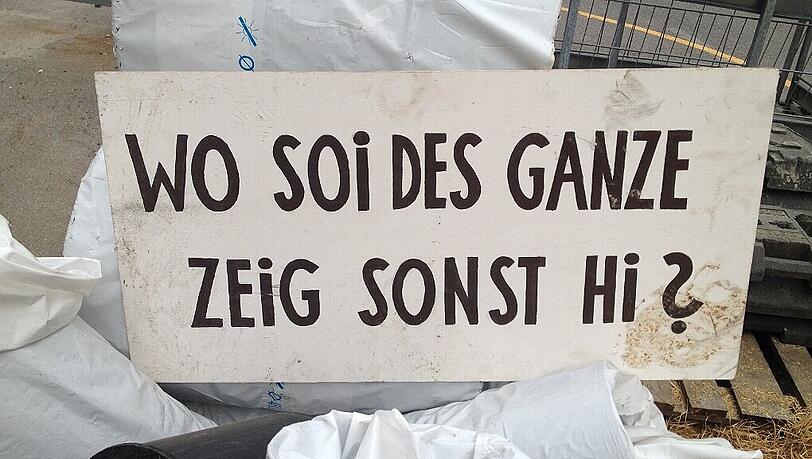 WO SOi DES GANZE
ZEiG SONST Hi?